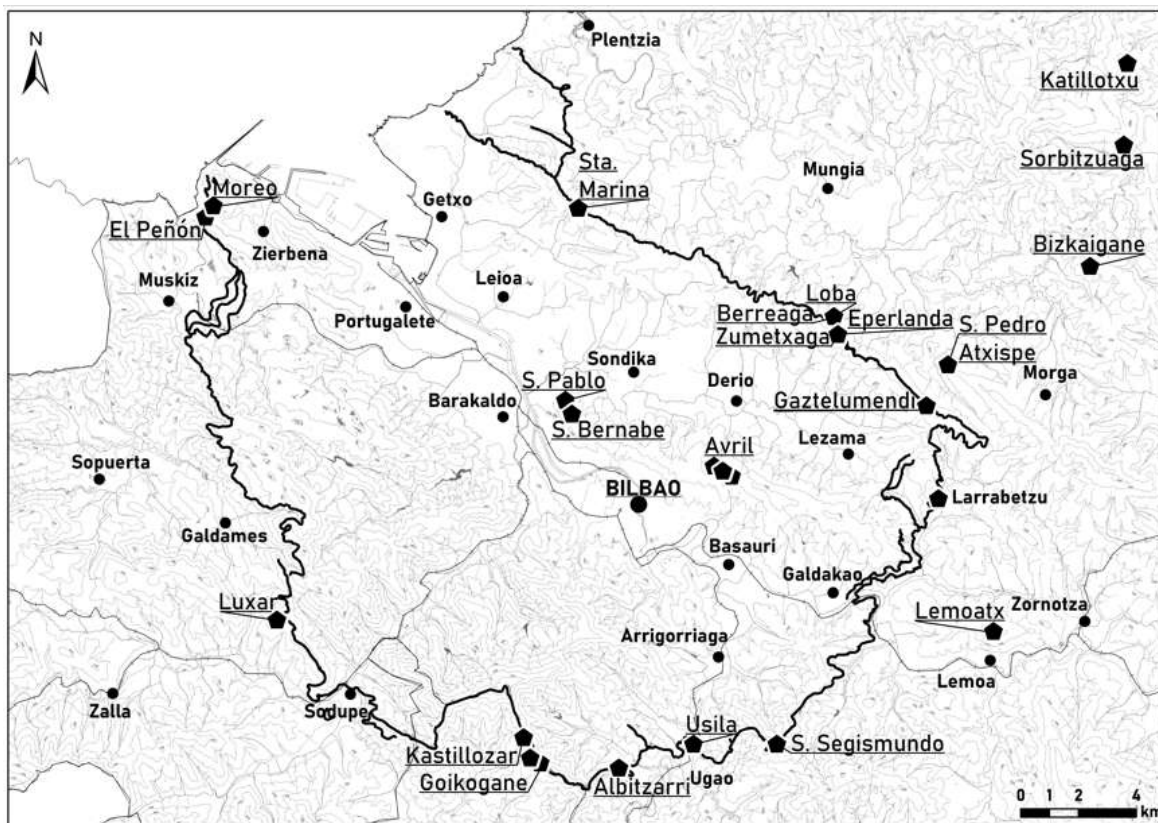 N
Plentzia
Katillotxu
Sta.
Marina
Mungia
Sorbitzuaga
Moreo
Getxo
El Peñón
Zierbena
Bizkaigane
Muskiz
Leioa
Portugalete
Loba
Berreaga
Eperlanda
Zumetxaga
S. Pedro
Atxispe
Sondika
S. Pablo
Derio
Morga
Barakaldo
Gaztelumendi
S. Bernabe
Lezama
Avril
Sopuerta
BILBAO
Larrabetzu
Galdames
Basauri
Galdakao
Luxar
Lemoatx
Zornotza
Arrigorriaga
Lemoa
Zalla
Sodupe
Usila
S. Segismundo
Kastillozar
Goikogane
Albitzarri
Ugao
0 1 2 4
km